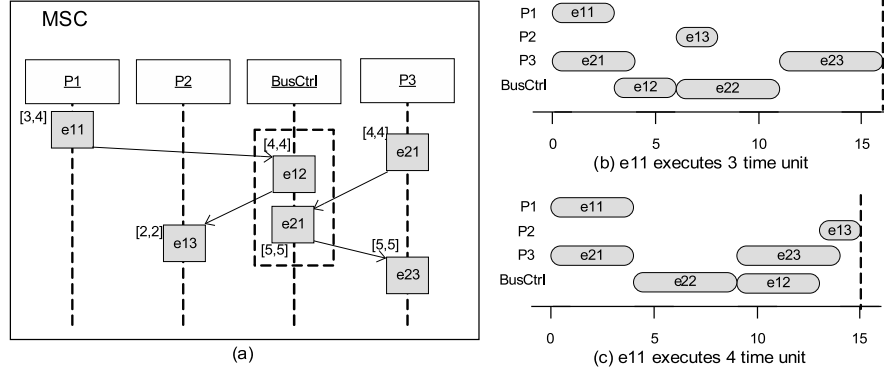 MSC
P1 P2 BusCtrl P3
[3,4] e11
[4,4] e12
[4,4] e21
[2,2] e13
e21 [5,5]
[5,5] e23
(a)
P1 e11
P2 e13
P3 e21 e23
BusCtrl e12 e22
0 5 10 15
(b) e11 executes 3 time unit
P1 e11
P2 e13
P3 e21 e23
BusCtrl e22 e12
0 5 10 15
(c) e11 executes 4 time unit